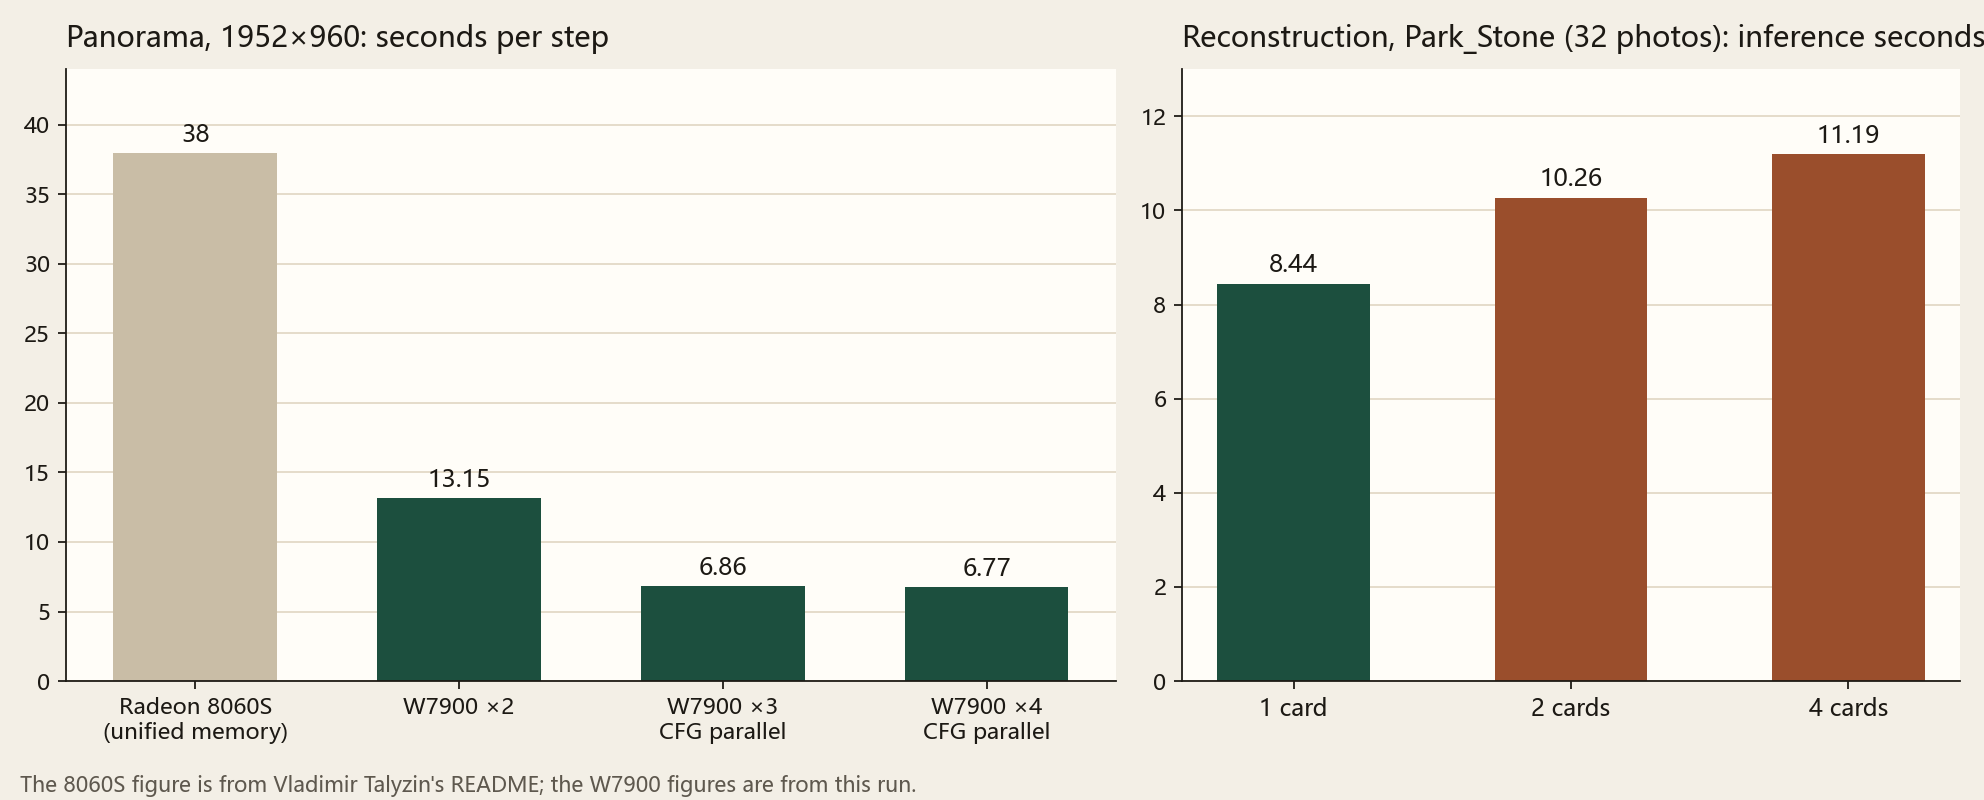 Panorama, 1952×960: seconds per step
40
35
30
25
20
15
10
5
0
38
13.15
6.86
6.77
Radeon 8060S
(unified memory)
W7900 ×2
W7900 ×3
CFG parallel
W7900 ×4
CFG parallel
Reconstruction, Park_Stone (32 photos): inference seconds
12
10
8
6
4
2
0
8.44
10.26
11.19
1 card
2 cards
4 cards
The 8060S figure is from Vladimir Talyzin's README; the W7900 figures are from this run.